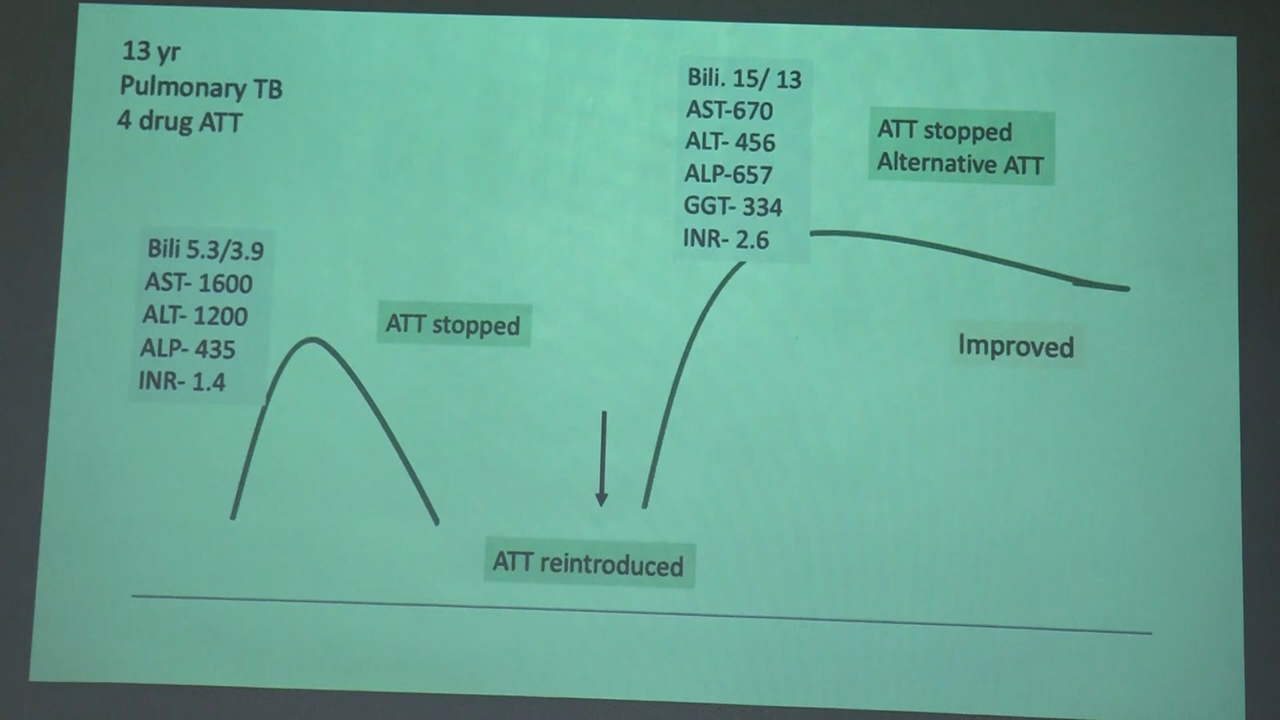 13 yr
Pulmonary TB
4 drug ATT
Bili 5.3/3.9
AST- 1600
ALT- 1200
ALP- 435
INR- 1.4
ATT stopped
ATT reintroduced
Bili. 15/ 13
AST-670
ALT- 456
ALP-657
GGT- 334
INR- 2.6
ATT stopped
Alternative ATT
Improved